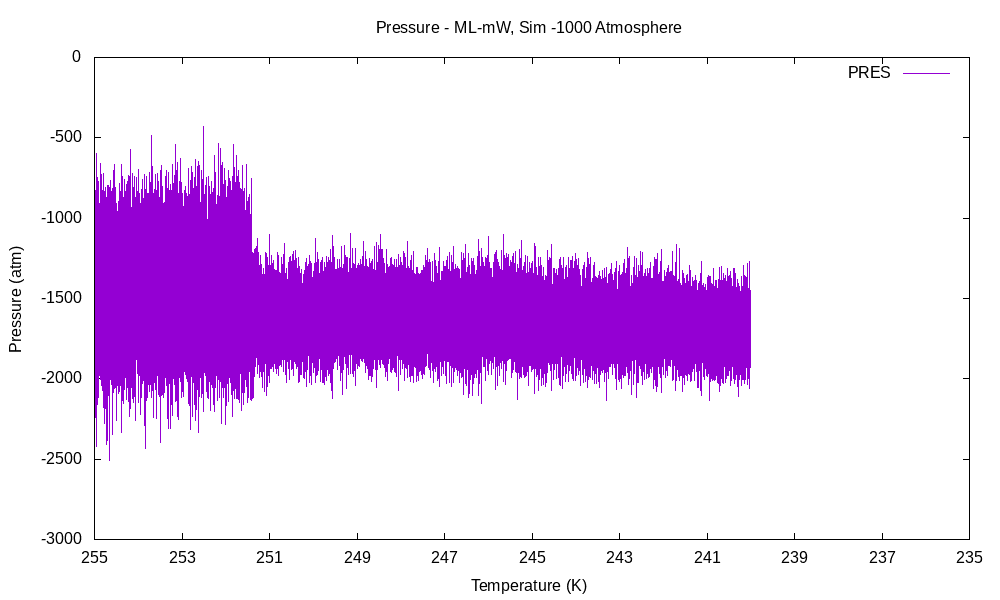 Pressure - ML-mW, Sim -1000 Atmosphere
PRES
0
-500
-1000
-1500
-2000
-2500
-3000
Pressure (atm)
255 253 251 249 247 245 243 241 239 237 235
Temperature (K)